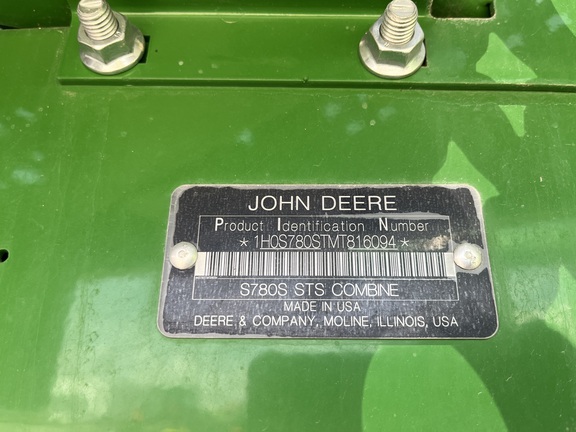 JOHN DEERE
Product Identification Number
*1H0S780STMT816094*
S780S STS COMBINE
MADE IN USA
DEERE & COMPANY, MOLINE, ILLINOIS, USA